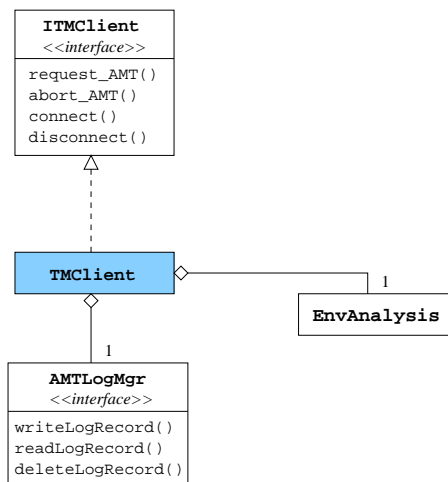 ITMClient
<<interface>>
request_AMT()
abort_AMT()
connect()
disconnect()
TMClient
1
EnvAnalysis
1
AMTLogMgr
<<interface>>
writeLogRecord()
readLogRecord()
deleteLogRecord()